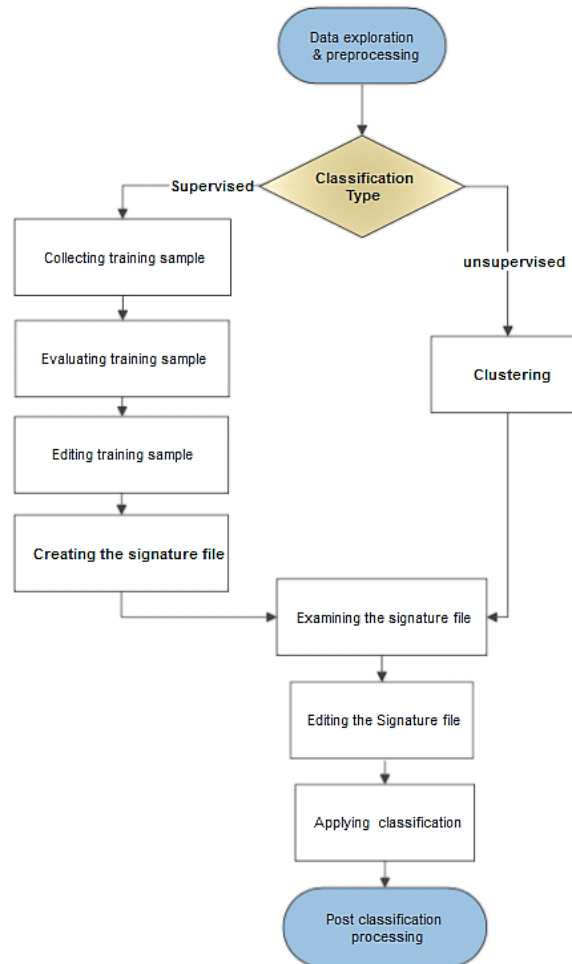 Data exploration
& preprocessing
Classification
Type
Supervised
unsupervised
Collecting training sample
Evaluating training sample
Clustering
Editing training sample
Creating the signature file
Examining the signature file
Editing the Signature file
Applying classification
Post classification
processing